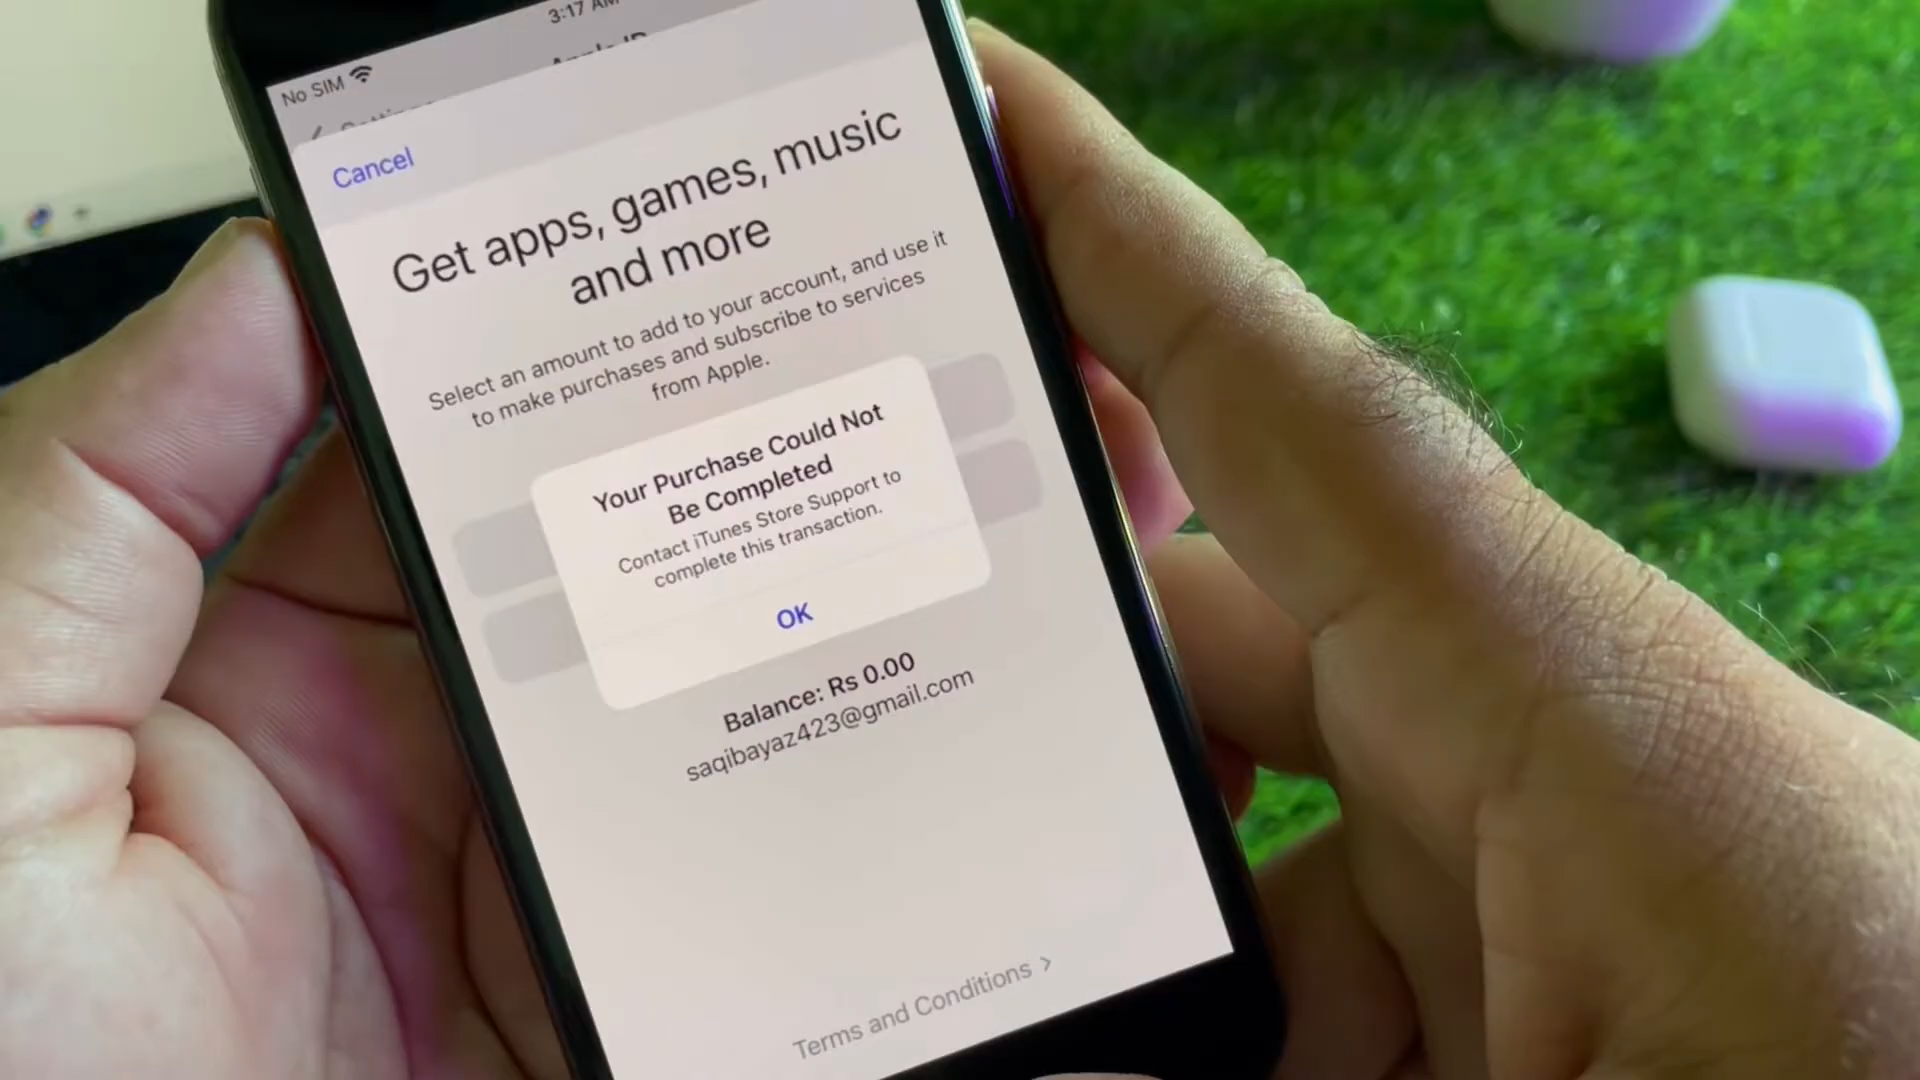 3:17 AM
No SIM
Cancel
Get apps, games, music
and more
Select an amount to add to your account, and use it
to make purchases and subscribe to services
from Apple.
Your Purchase Could Not
Be Completed
Contact iTunes Store Support to
complete this transaction.
OK
Balance: Rs 0.00
saqibayaz423@gmail.com
Terms and Conditions >